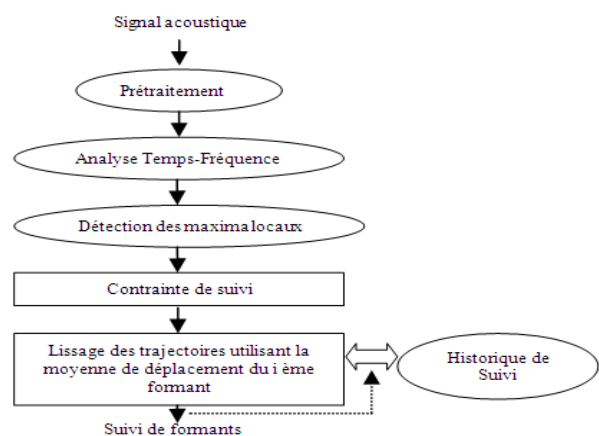 Signal acoustique
Prétraitement
Analyse Temps-Fréquence
Détection des maxima locaux
Contrainte de suivi
Lissage des trajectoires utilisant la
moyenne de déplacement du i ème
formant
Historique de
Suivi
Suivi de formants